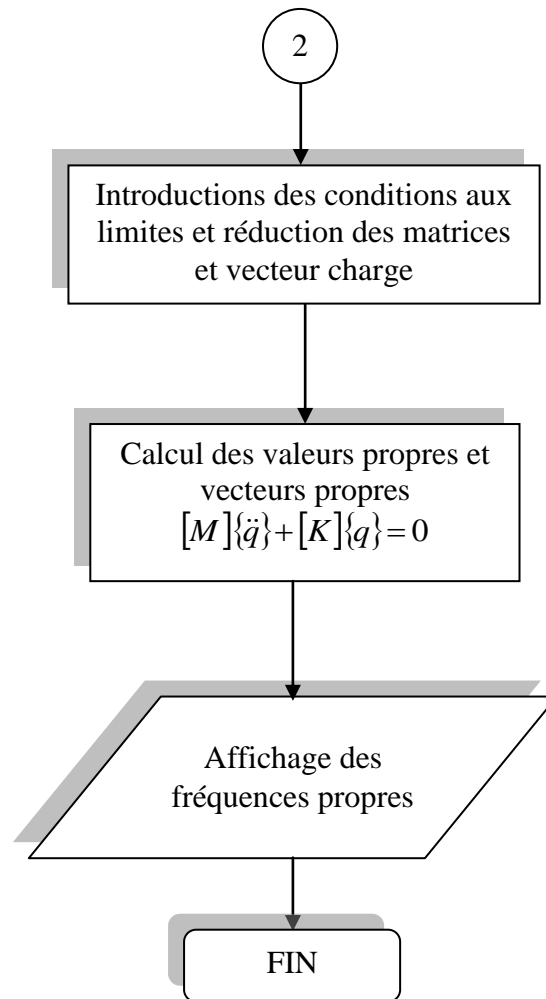 2
Introductions des conditions aux
limites et réduction des matrices
et vecteur charge
Calcul des valeurs propres et
vecteurs propres
[M]{q̈}+[K]{q}=0
Affichage des
fréquences propres
FIN